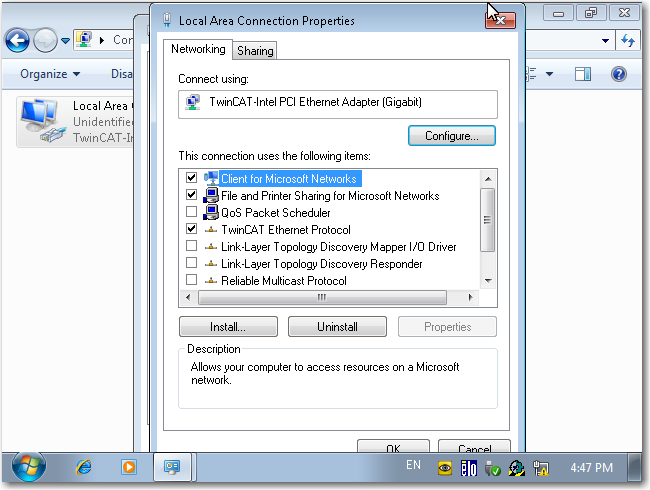 Local Area Connection Properties
Con
Organize
Disa
Local Area C
Unidentified
TwinCAT-In
Networking
Sharing
Connect using:
TwinCAT-Intel PCI Ethernet Adapter (Gigabit)
Configure...
This connection uses the following items:
Client for Microsoft Networks
File and Printer Sharing for Microsoft Networks
QoS Packet Scheduler
TwinCAT Ethernet Protocol
Link-Layer Topology Discovery Mapper I/O Driver
Link-Layer Topology Discovery Responder
Reliable Multicast Protocol
Install...
Uninstall
Properties
Description
Allows your computer to access resources on a Microsoft
network.
OK
Cancel
EN
4:47 PM